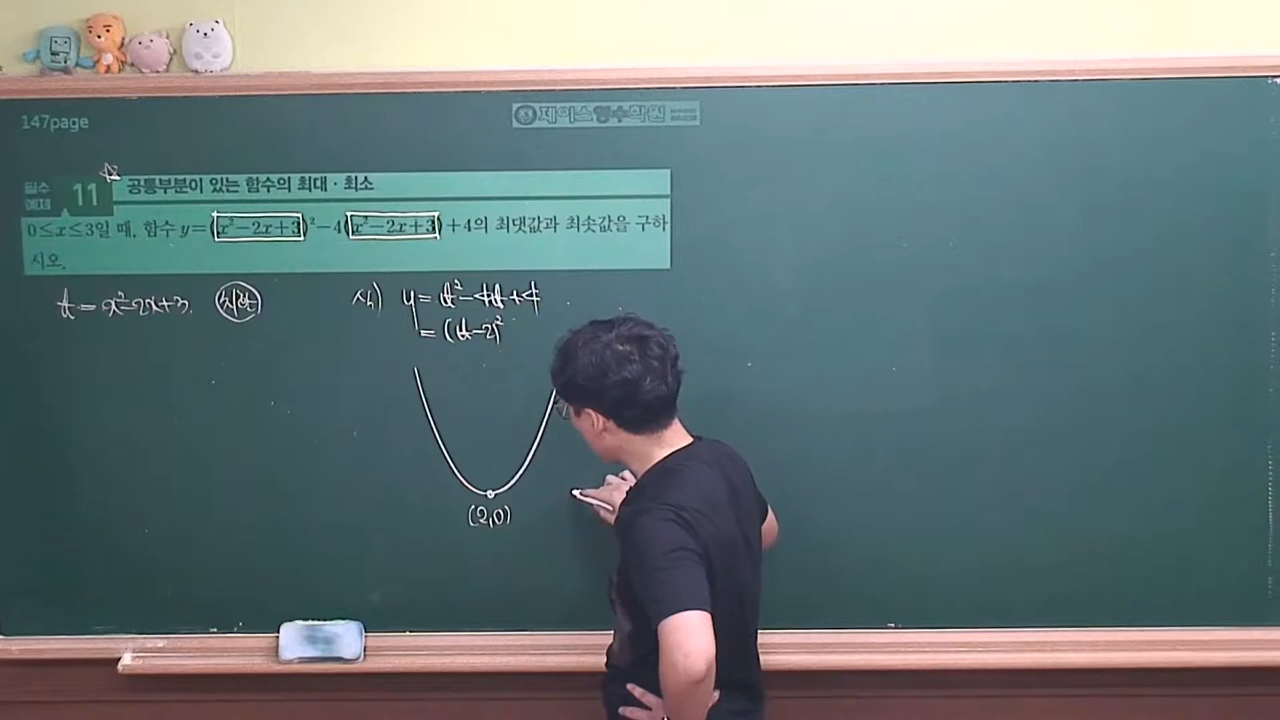 147page
제이스영수학원
필수 예제 11 공통부분이 있는 함수의 최대·최소
0≤x≤3일 때, 함수 y=(x²−2x+3)²−4(x²−2x+3)+4의 최댓값과 최솟값을 구하
시오.
t=x²-2x+3. 치환
식) y=t²-4t+4
=(t-2)²
(2,0)